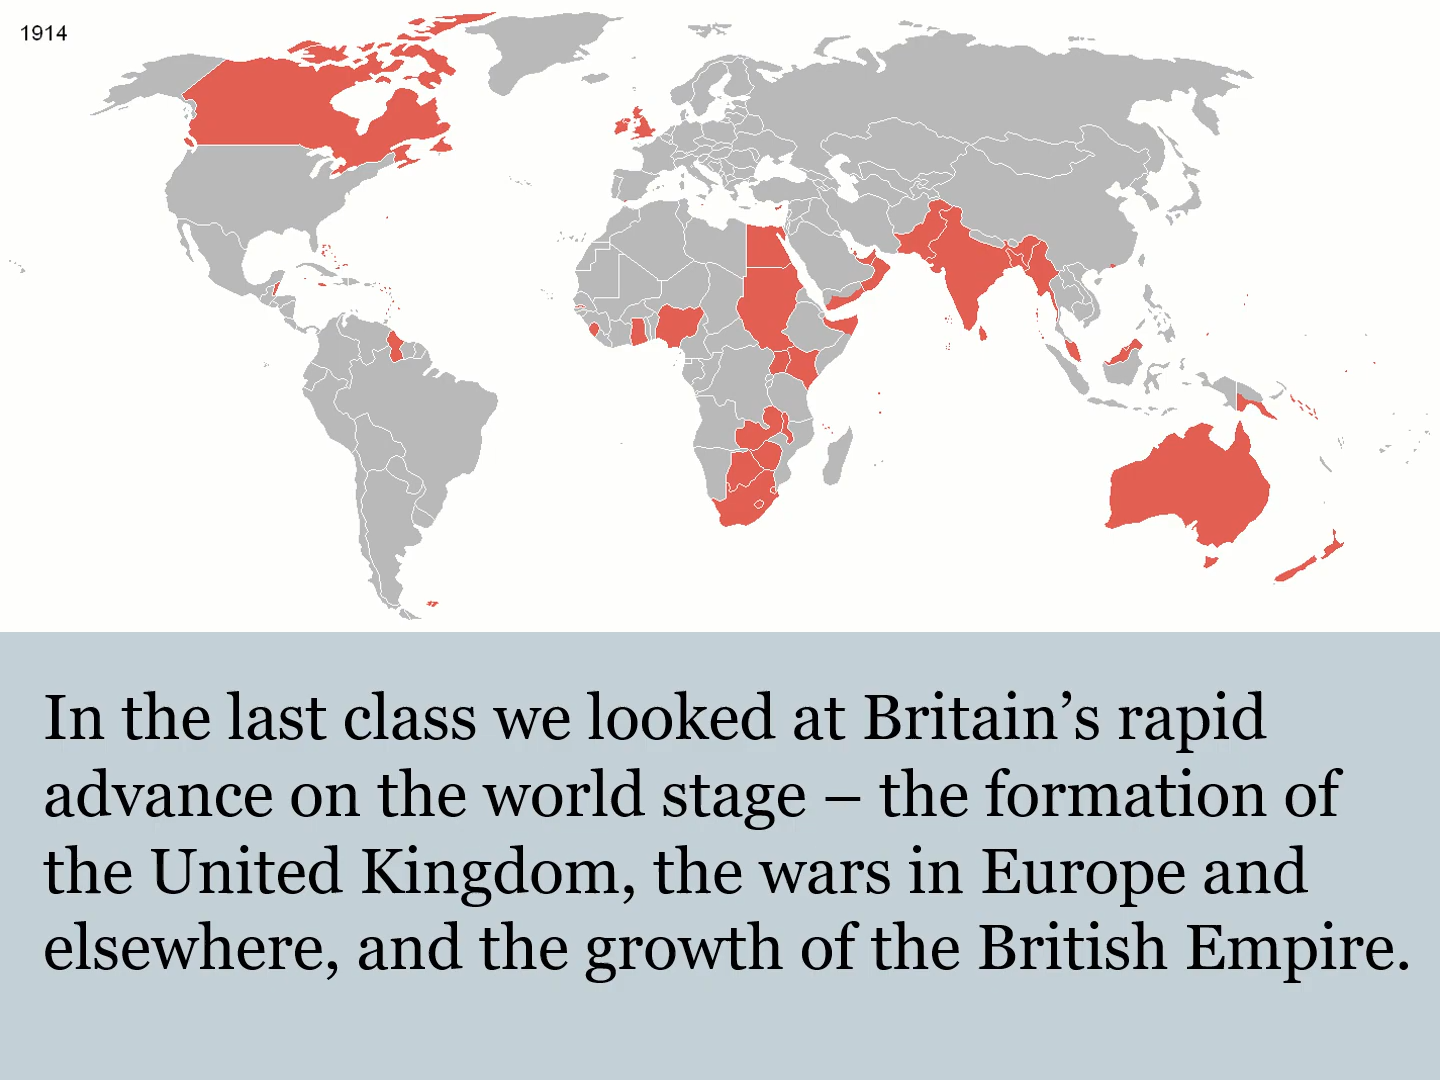 1914
In the last class we looked at Britain’s rapid
advance on the world stage – the formation of
the United Kingdom, the wars in Europe and
elsewhere, and the growth of the British Empire.